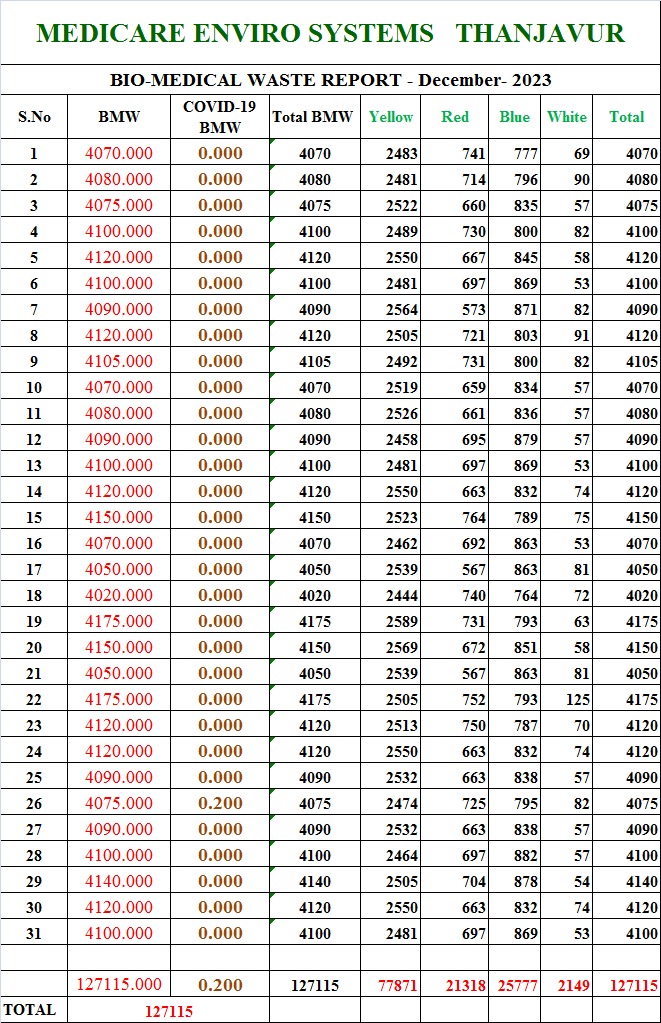 MEDICARE ENVIRO SYSTEMS THANJAVUR
BIO-MEDICAL WASTE REPORT - December- 2023
S.No BMW COVID-19 BMW Total BMW Yellow Red Blue White Total
1 4070.000 0.000 4070 2483 741 777 69 4070
2 4080.000 0.000 4080 2481 714 796 90 4080
3 4075.000 0.000 4075 2522 660 835 57 4075
4 4100.000 0.000 4100 2489 730 800 82 4100
5 4120.000 0.000 4120 2550 667 845 58 4120
6 4100.000 0.000 4100 2481 697 869 53 4100
7 4090.000 0.000 4090 2564 573 871 82 4090
8 4120.000 0.000 4120 2505 721 803 91 4120
9 4105.000 0.000 4105 2492 731 800 82 4105
10 4070.000 0.000 4070 2519 659 834 57 4070
11 4080.000 0.000 4080 2526 661 836 57 4080
12 4090.000 0.000 4090 2458 695 879 57 4090
13 4100.000 0.000 4100 2481 697 869 53 4100
14 4120.000 0.000 4120 2550 663 832 74 4120
15 4150.000 0.000 4150 2523 764 789 75 4150
16 4070.000 0.000 4070 2462 692 863 53 4070
17 4050.000 0.000 4050 2539 567 863 81 4050
18 4020.000 0.000 4020 2444 740 764 72 4020
19 4175.000 0.000 4175 2589 731 793 63 4175
20 4150.000 0.000 4150 2569 672 851 58 4150
21 4050.000 0.000 4050 2539 567 863 81 4050
22 4175.000 0.000 4175 2505 752 793 125 4175
23 4120.000 0.000 4120 2513 750 787 70 4120
24 4120.000 0.000 4120 2550 663 832 74 4120
25 4090.000 0.000 4090 2532 663 838 57 4090
26 4075.000 0.200 4075 2474 725 795 82 4075
27 4090.000 0.000 4090 2532 663 838 57 4090
28 4100.000 0.000 4100 2464 697 882 57 4100
29 4140.000 0.000 4140 2505 704 878 54 4140
30 4120.000 0.000 4120 2550 663 832 74 4120
31 4100.000 0.000 4100 2481 697 869 53 4100
127115.000 0.200 127115 77871 21318 25777 2149 127115
TOTAL 127115